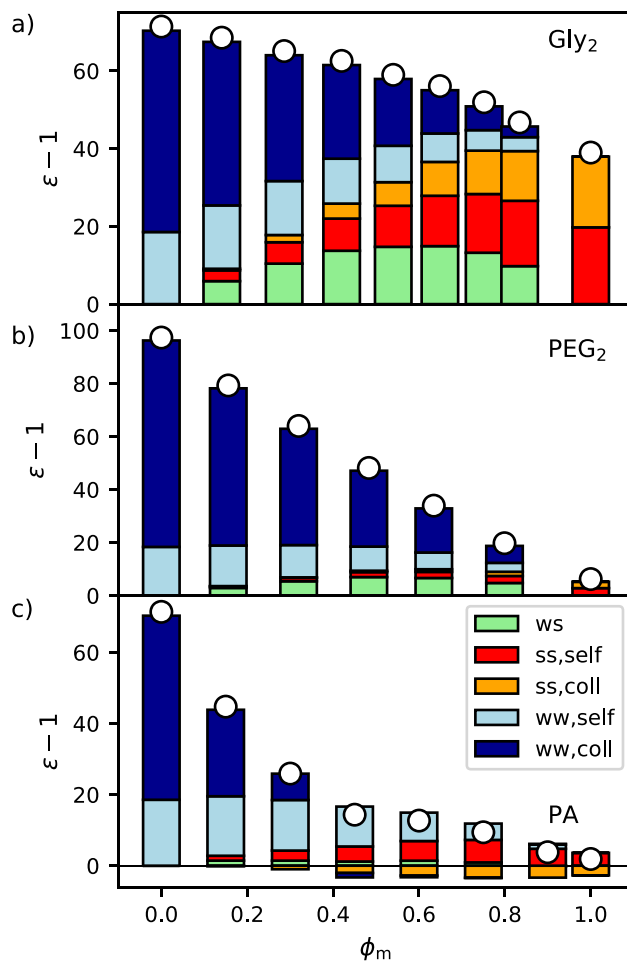 a)
Gly₂
60
40
20
0
ε − 1
b)
PEG₂
100
80
60
40
20
0
ε − 1
c)
ws
ss,self
ss,coll
ww,self
ww,coll
PA
60
40
20
0
ε − 1
0.0 0.2 0.4 0.6 0.8 1.0
ϕₘ